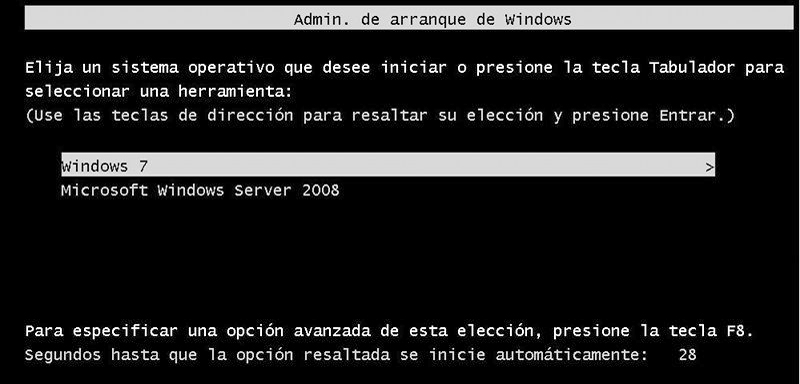 Admin. de arranque de Windows
Elija un sistema operativo que desee iniciar o presione la tecla Tabulador para
seleccionar una herramienta:
(Use las teclas de dirección para resaltar su elección y presione Entrar.)
Windows 7 >
Microsoft Windows Server 2008
Para especificar una opción avanzada de esta elección, presione la tecla F8.
Segundos hasta que la opción resaltada se inicie automáticamente: 28